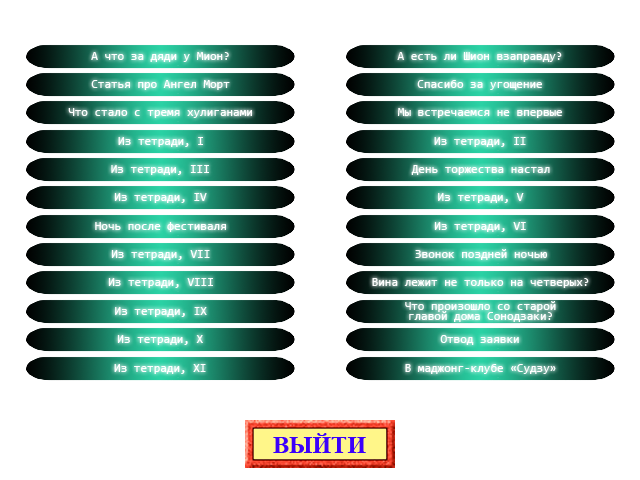 А что за дяди у Мион?
А есть ли Шион взаправду?
Статья про Ангел Морт
Спасибо за угощение
Что стало с тремя хулиганами
Мы встречаемся не впервые
Из тетради, I
Из тетради, II
Из тетради, III
День торжества настал
Из тетради, IV
Из тетради, V
Ночь после фестиваля
Из тетради, VI
Из тетради, VII
Звонок поздней ночью
Из тетради, VIII
Вина лежит не только на четверых?
Из тетради, IX
Что произошло со старой
главой дома Сонодзаки?
Из тетради, X
Отвод заявки
Из тетради, XI
В маджонг-клубе «Судзу»
ВЫЙТИ